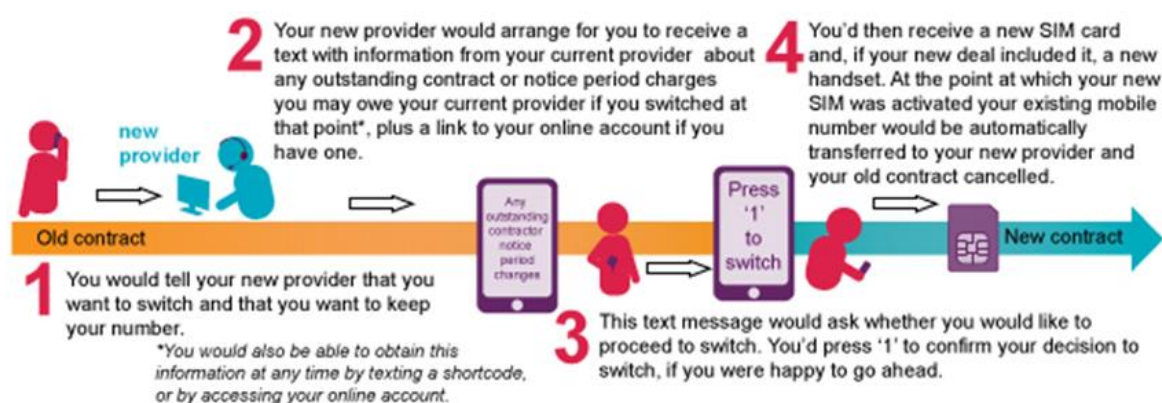 2
Your new provider would arrange for you to receive a
text with information from your current provider about
any outstanding contract or notice period charges
you may owe your current provider if you switched at
that point*, plus a link to your online account if you
have one.
4
You'd then receive a new SIM card
and, if your new deal included it, a new
handset. At the point at which your new
SIM was activated your existing mobile
number would be automatically
transferred to your new provider and
your old contract cancelled.
new
provider
Any
outstanding
contractor
notice
period
changes
Press
‘1’
to
switch
Old contract
New contract
1
You would tell your new provider that you
want to switch and that you want to keep
your number.
*You would also be able to obtain this
information at any time by texting a shortcode,
or by accessing your online account.
3
This text message would ask whether you would like to
proceed to switch. You'd press ‘1’ to confirm your decision to
switch, if you were happy to go ahead.